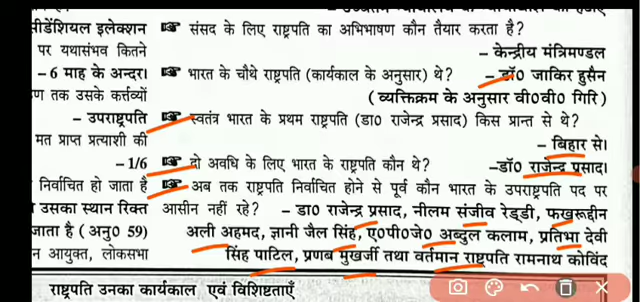 सीडेंशियल इलेक्शन
पर यथासंभव कितने
– 6 माह के अन्दर।
तक उसके कर्त्तव्यों
– उपराष्ट्रपति
मत प्राप्त प्रत्याशी की
– 1/6
निर्वाचित हो जाता है
उसका स्थान रिक्त
जाता है (अनु0 59)
न आयुक्त, लोकसभा
☞ संसद के लिए राष्ट्रपति का अभिभाषण कौन तैयार करता है?
– केन्द्रीय मंत्रिमण्डल
☞ भारत के चौथे राष्ट्रपति (कार्यकाल के अनुसार) थे?
– डॉ0 जाकिर हुसैन
(व्यक्तिक्रम के अनुसार वी0वी0 गिरि)
☞ स्वतंत्र भारत के प्रथम राष्ट्रपति (डा0 राजेन्द्र प्रसाद) किस प्रान्त से थे?
– बिहार से।
☞ दो अवधि के लिए भारत के राष्ट्रपति कौन थे?
–डॉ0 राजेन्द्र प्रसाद।
☞ अब तक राष्ट्रपति निर्वाचित होने से पूर्व कौन भारत के उपराष्ट्रपति पद पर
आसीन नहीं रहे? – डा0 राजेन्द्र प्रसाद, नीलम संजीव रेड्डी, फखरूद्दीन
अली अहमद, ज्ञानी जैल सिंह, ए0पी0जे0 अब्दुल कलाम, प्रतिभा देवी
सिंह पाटिल, प्रणब मुखर्जी तथा वर्तमान राष्ट्रपति रामनाथ कोविंद
राष्ट्रपति उनका कार्यकाल एवं विशिष्टताएँ